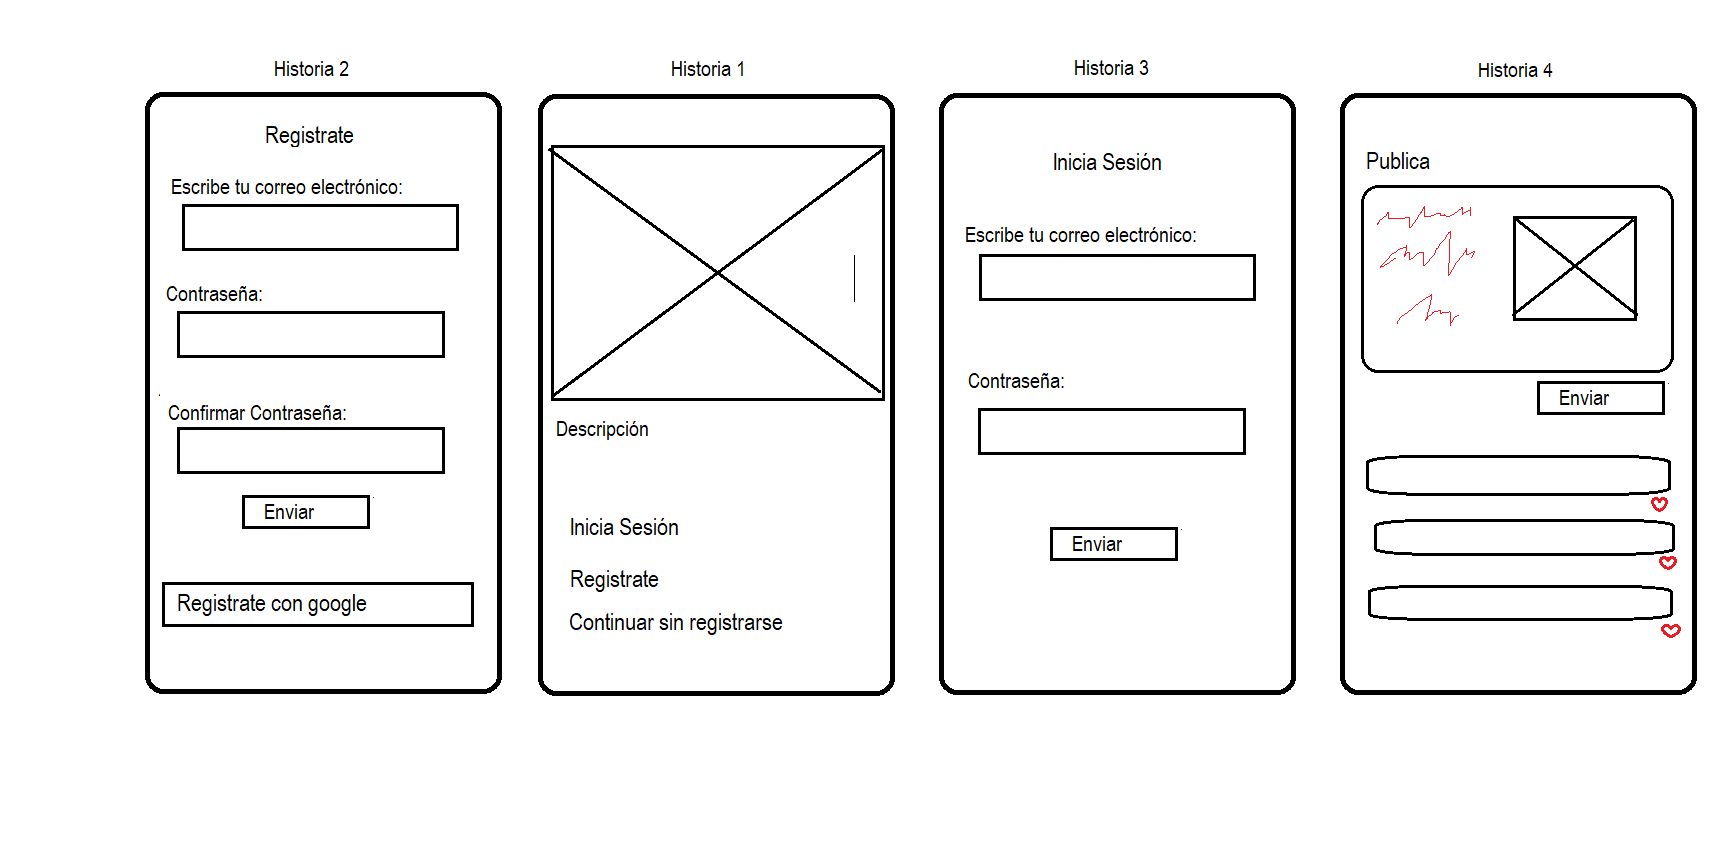 Historia 2
Registrate
Escribe tu correo electrónico:
Contraseña:
Confirmar Contraseña:
Enviar
Registrate con google
Historia 1
Descripción
Inicia Sesión
Registrate
Continuar sin registrarse
Historia 3
Inicia Sesión
Escribe tu correo electrónico:
Contraseña:
Enviar
Historia 4
Publica
Enviar